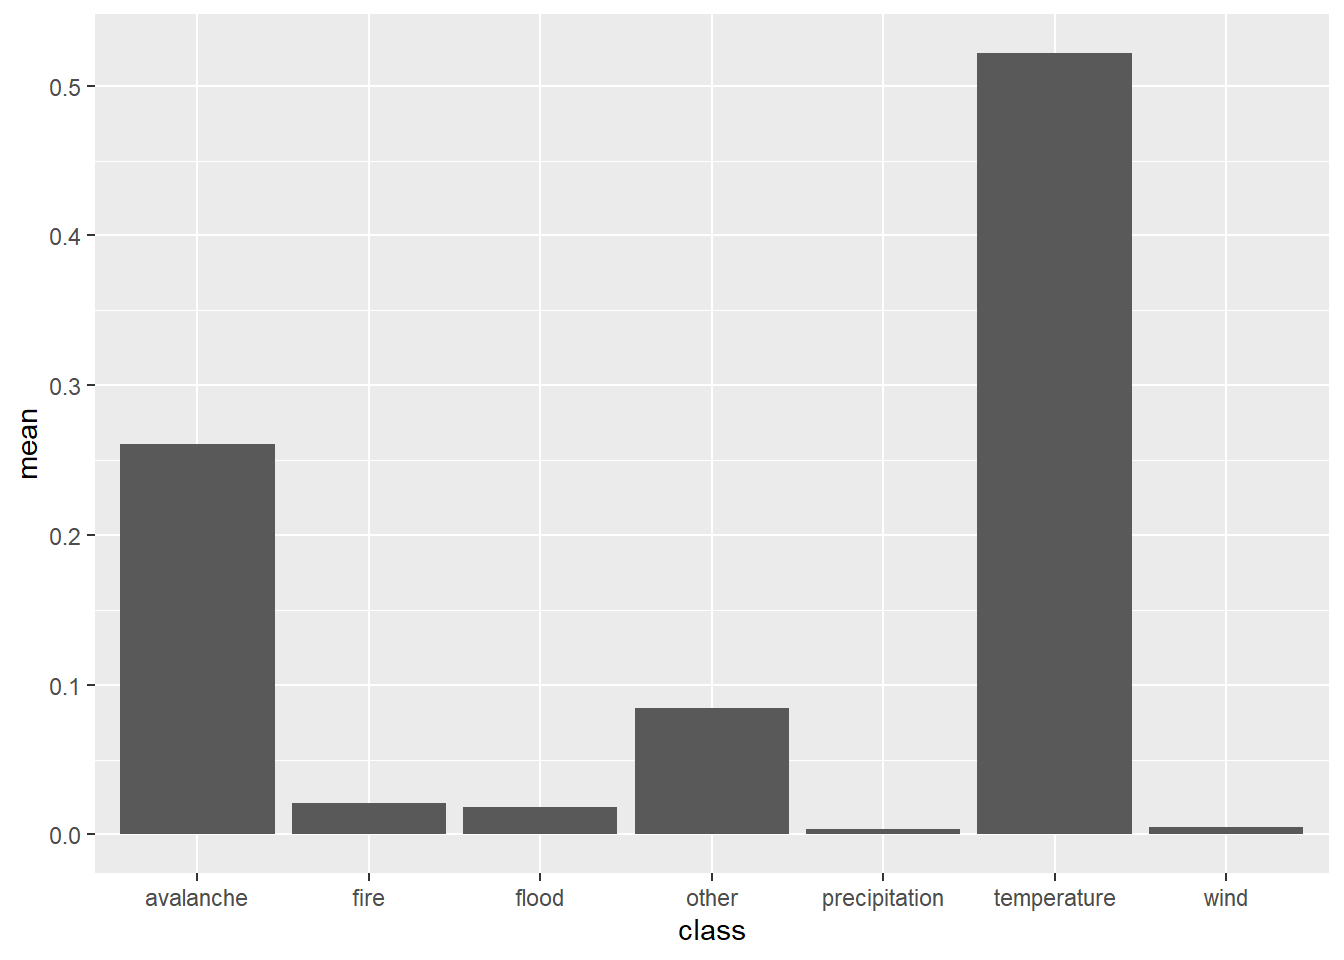 0.5
0.4
0.3
0.2
0.1
0.0
mean
avalanche fire flood other precipitation temperature wind
class